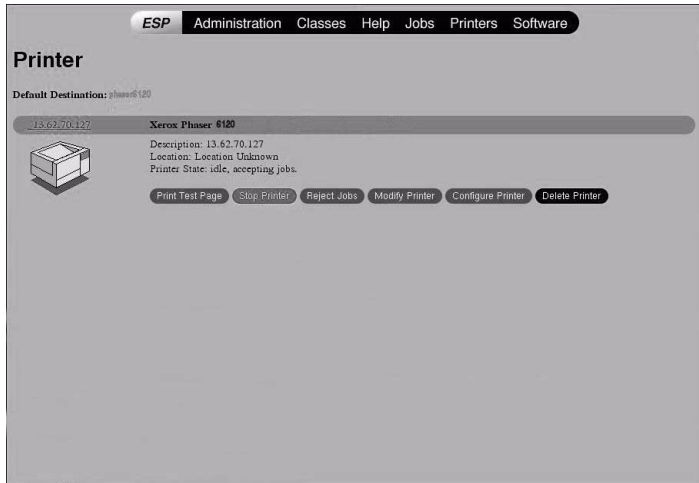 ESP Administration Classes Help Jobs Printers Software
Printer
Default Destination: phaser6120
_13.62.70.127 Xerox Phaser 6120
Description: 13.62.70.127
Location: Location Unknown
Printer State: idle, accepting jobs.
Print Test Page Stop Printer Reject Jobs Modify Printer Configure Printer Delete Printer